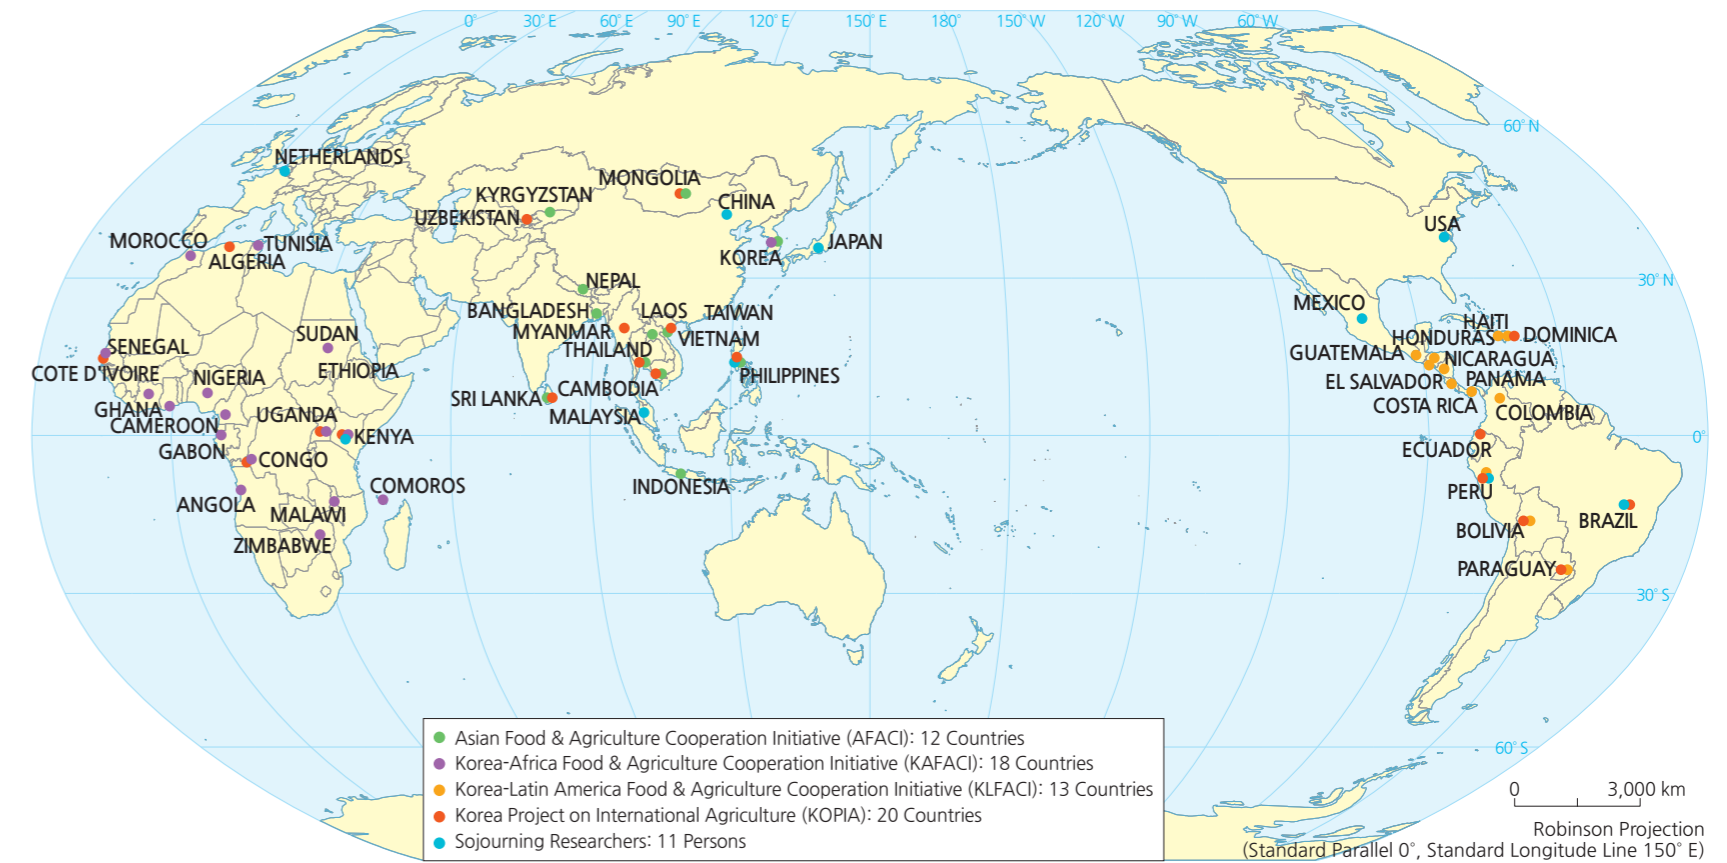 0°
30° E
60° E
90° E
120° E
150° E
180°
150° W
120° W
90° W
60° W
60° N
NETHERLANDS
MONGOLIA
KYRGYZSTAN
CHINA
UZBEKISTAN
USA
MOROCCO
TUNISIA
JAPAN
ALGERIA
KOREA
30° N
NEPAL
MEXICO
BANGLADESH
LAOS
TAIWAN
HAITI
MYANMAR
VIETNAM
HONDURAS
DOMINICA
SENEGAL
SUDAN
THAILAND
GUATEMALA
NICARAGUA
COTE D'IVOIRE
NIGERIA
ETHIOPIA
PHILIPPINES
EL SALVADOR
PANAMA
SRI LANKA
CAMBODIA
COSTA RICA
GHANA
UGANDA
MALAYSIA
COLOMBIA
CAMEROON
KENYA
0°
GABON
CONGO
ECUADOR
COMOROS
INDONESIA
PERU
ANGOLA
MALAWI
BRAZIL
BOLIVIA
ZIMBABWE
PARAGUAY
30° S
60° S
Asian Food & Agriculture Cooperation Initiative (AFACI): 12 Countries
Korea-Africa Food & Agriculture Cooperation Initiative (KAFACI): 18 Countries
Korea-Latin America Food & Agriculture Cooperation Initiative (KLFACI): 13 Countries
Korea Project on International Agriculture (KOPIA): 20 Countries
Sojourning Researchers: 11 Persons
0 3,000 km
Robinson Projection
(Standard Parallel 0°, Standard Longitude Line 150° E)